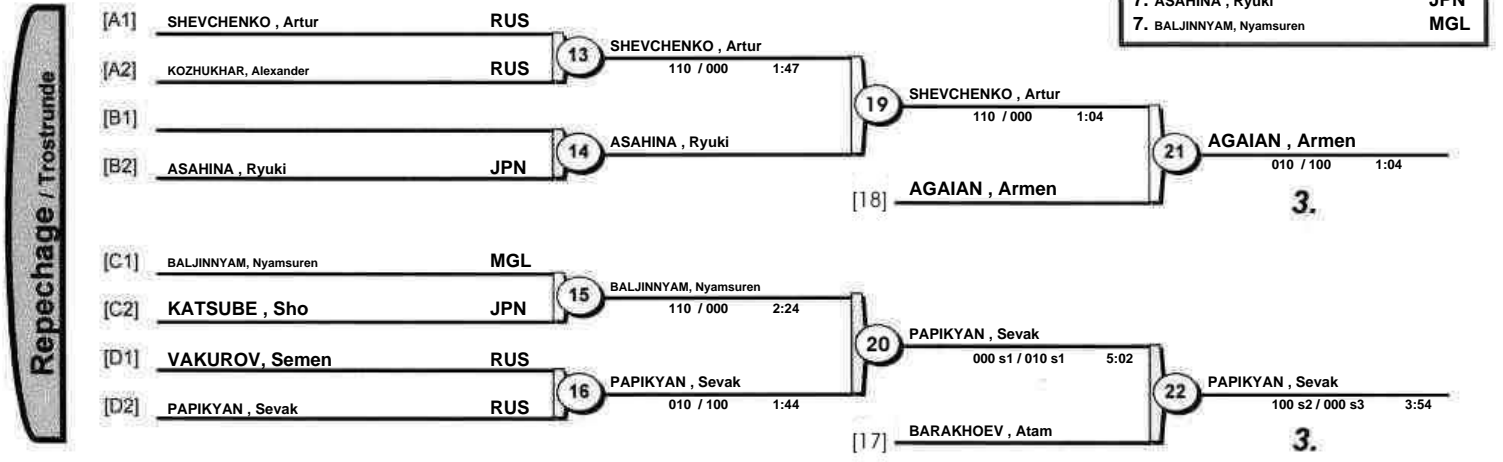 7. ASAHINA , Ryuki JPN
7. BALJINNYAM, Nyamsuren MGL
Repechage / Trostrunde
[A1] SHEVCHENKO , Artur RUS
13 SHEVCHENKO , Artur
110 / 000 1:47
[A2] KOZHUKHAR, Alexander RUS
19 SHEVCHENKO , Artur
110 / 000 1:04
[B1]
14 ASAHINA , Ryuki
[B2] ASAHINA , Ryuki JPN
21 AGAIAN , Armen
010 / 100 1:04
3.
[18] AGAIAN , Armen
[C1] BALJINNYAM, Nyamsuren MGL
15 BALJINNYAM, Nyamsuren
110 / 000 2:24
[C2] KATSUBE , Sho JPN
20 PAPIKYAN , Sevak
000 s1 / 010 s1 5:02
[D1] VAKUROV, Semen RUS
16 PAPIKYAN , Sevak
010 / 100 1:44
[D2] PAPIKYAN , Sevak RUS
22 PAPIKYAN , Sevak
100 s2 / 000 s3 3:54
3.
[17] BARAKHOEV , Atam